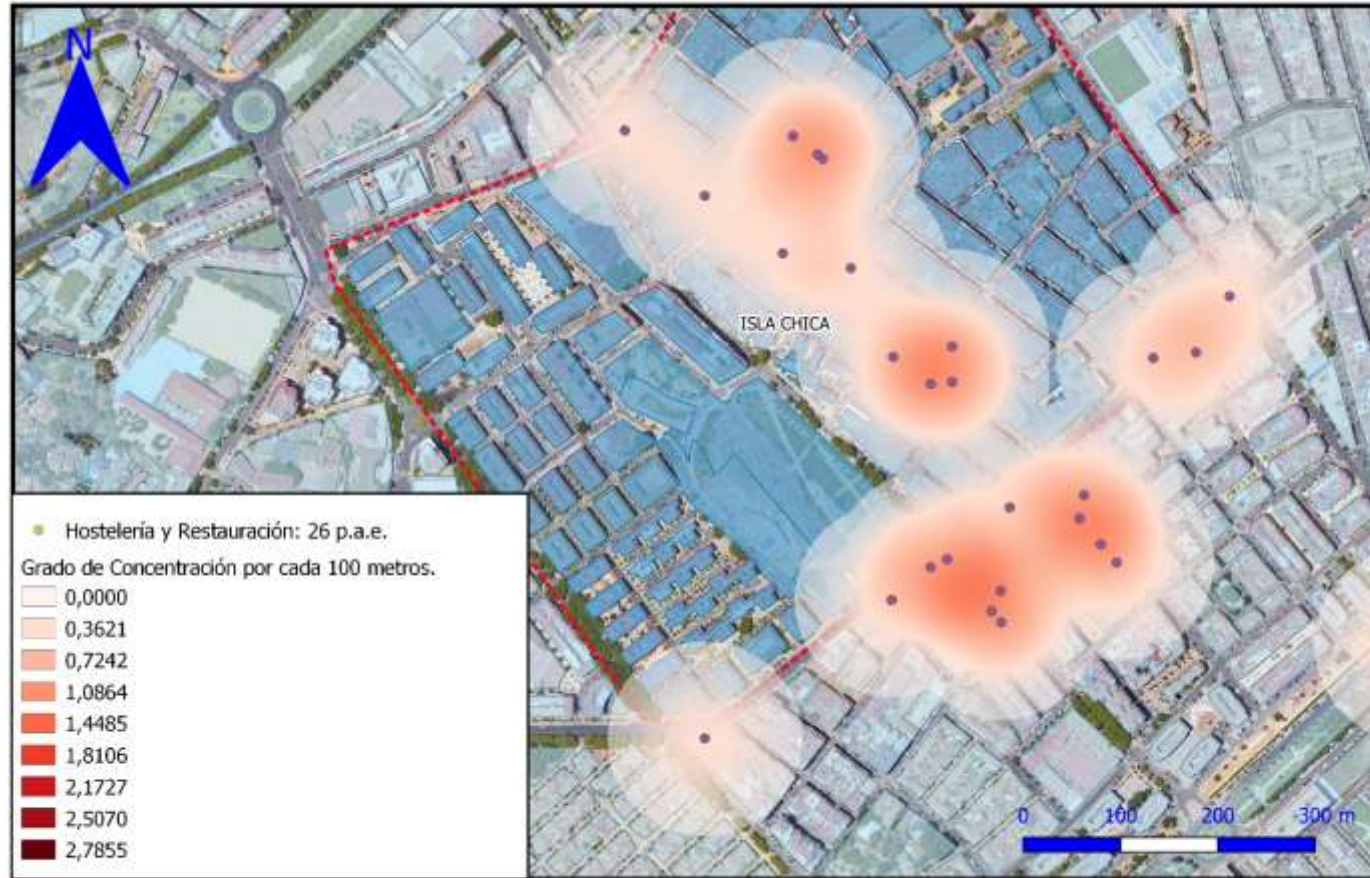 N
ISLA CHICA
Hostelería y Restauración: 26 p.a.e.
Grado de Concentración por cada 100 metros.
0,0000
0,3621
0,7242
1,0864
1,4485
1,8106
2,1727
2,5070
2,7855
0 100 200 300 m